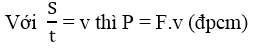 Với S/t = v thì P = F.v (đpcm)